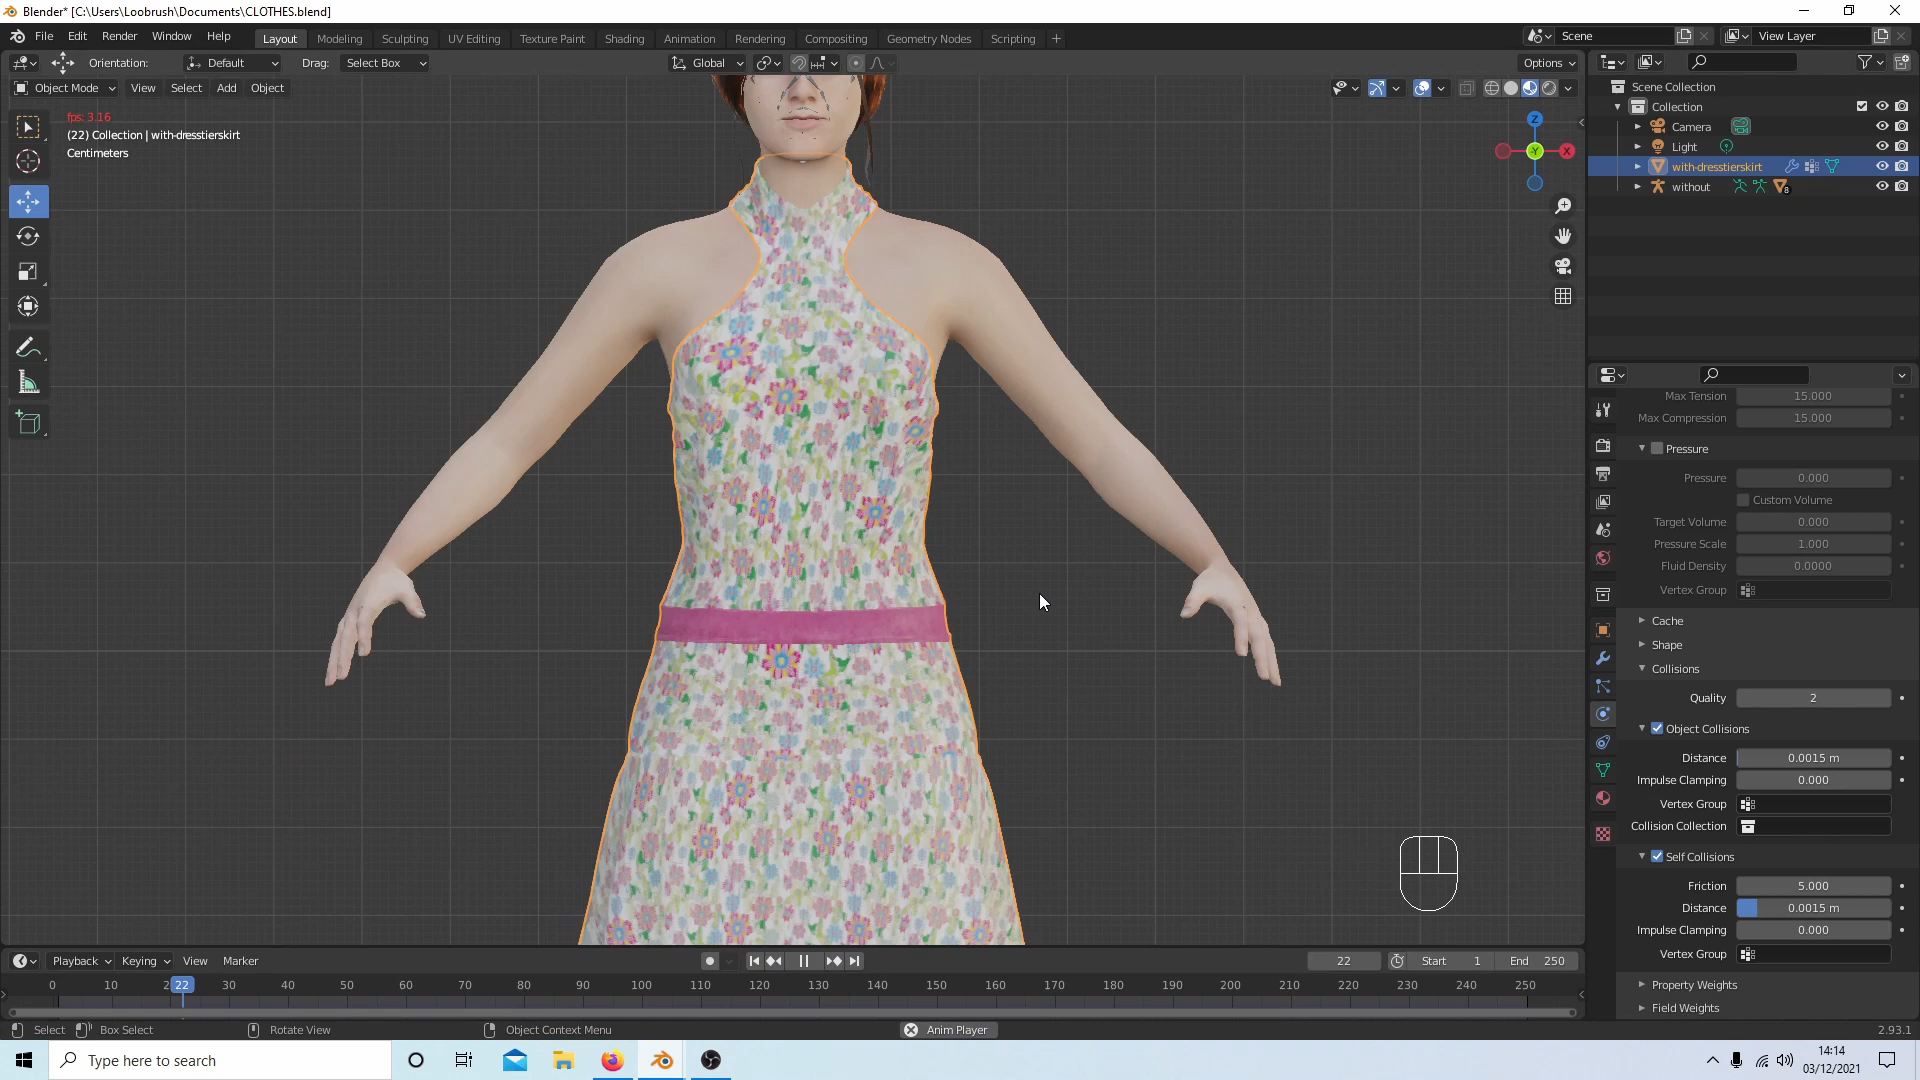 Blender* [C:\Users\Loobrush\Documents\CLOTHES.blend]
File Edit Render Window Help Layout Modeling Sculpting UV Editing Texture Paint Shading Animation Rendering Compositing Geometry Nodes Scripting + Scene View Layer
Orientation: Default Drag: Select Box Global Options
Object Mode View Select Add Object
fps: 3.16
(22) Collection | with-dresstierskirt
Centimeters
Z
-Y
X
Scene Collection
Collection
Camera
Light
with-dresstierskirt
without 8
Max Tension 15.000
Max Compression 15.000
Pressure
Pressure 0.000
Custom Volume
Target Volume 0.000
Pressure Scale 1.000
Fluid Density 0.0000
Vertex Group
Cache
Shape
Collisions
Quality 2
Object Collisions
Distance 0.0015 m
Impulse Clamping 0.000
Vertex Group
Collision Collection
Self Collisions
Friction 5.000
Distance 0.0015 m
Impulse Clamping 0.000
Vertex Group
Property Weights
Field Weights
Playback Keying View Marker 22 Start 1 End 250
0 10 2 22 30 40 50 60 70 80 90 100 110 120 130 140 150 160 170 180 190 200 210 220 230 240 250
Select Box Select Rotate View Object Context Menu Anim Player 2.93.1
Type here to search
14:14
03/12/2021